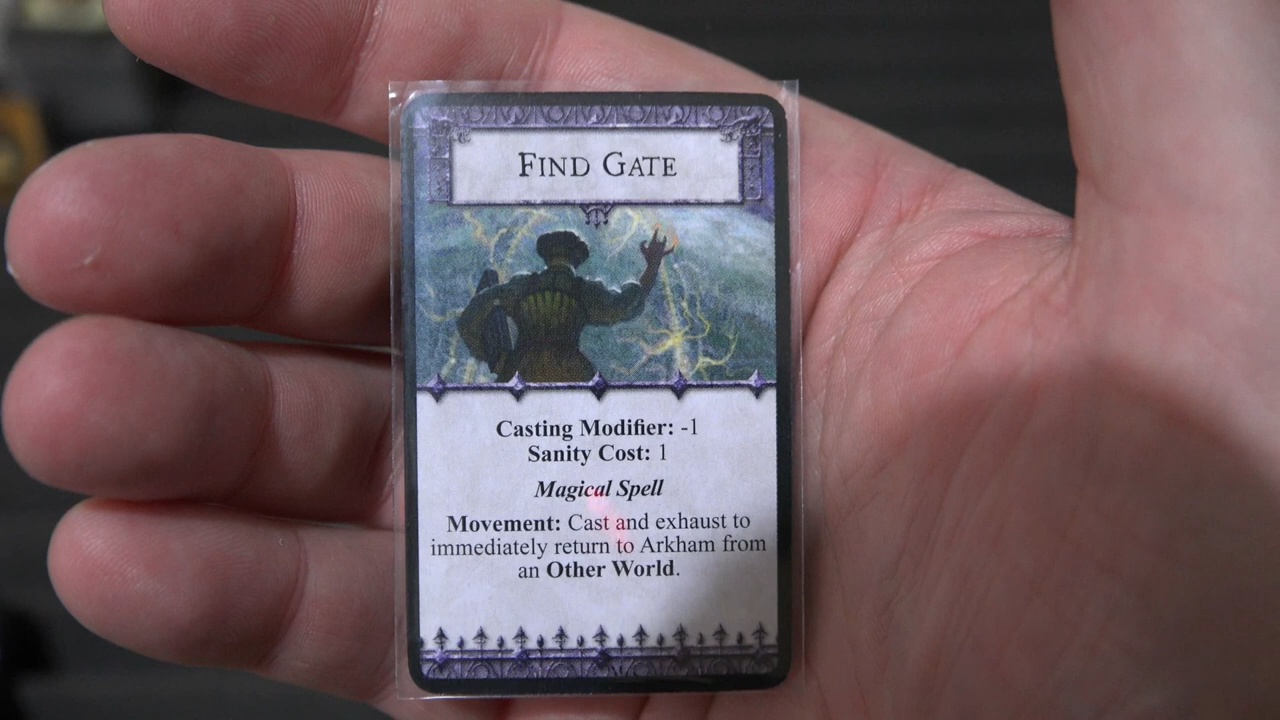 FIND GATE
Casting Modifier: -1
Sanity Cost: 1
Magical Spell
Movement: Cast and exhaust to
immediately return to Arkham from
an Other World.